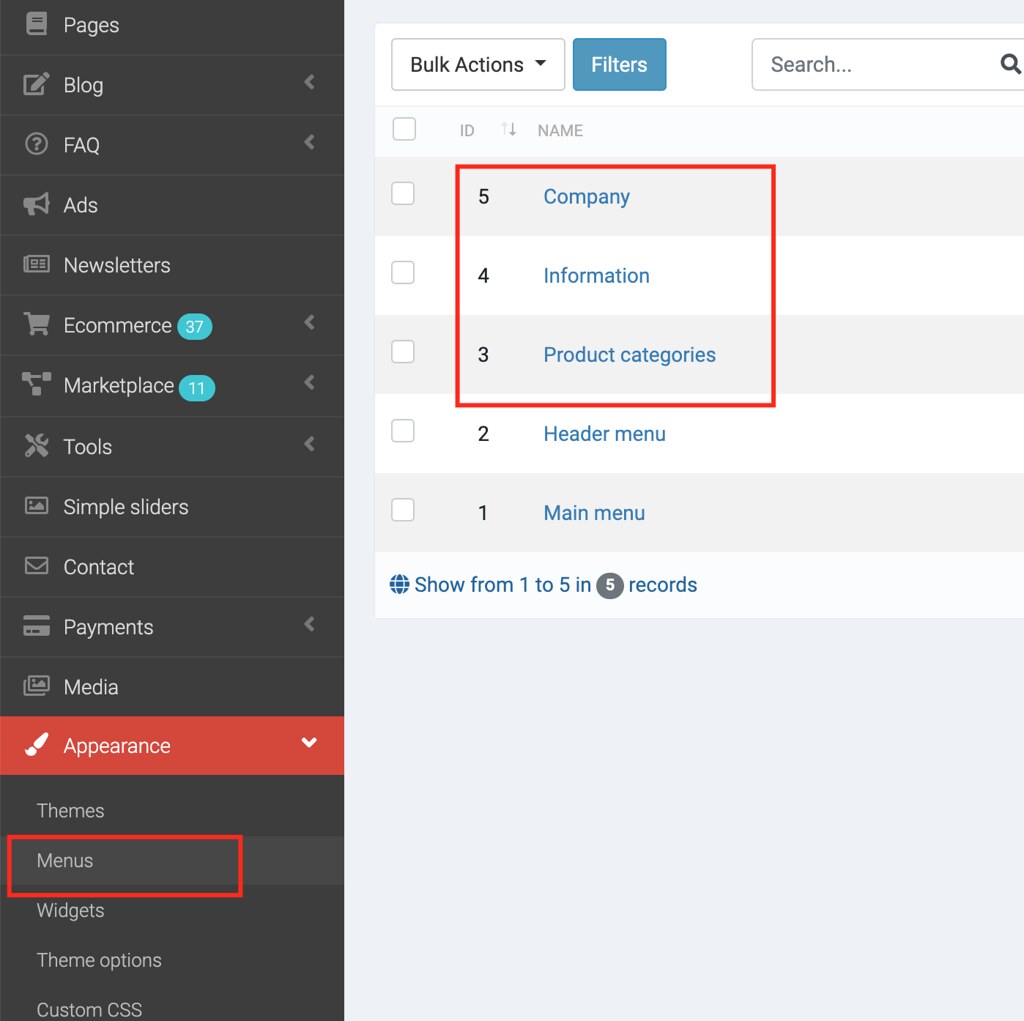 Pages
Blog
FAQ
Ads
Newsletters
Ecommerce 37
Marketplace 11
Tools
Simple sliders
Contact
Payments
Media
Appearance
Themes
Menus
Widgets
Theme options
Custom CSS
Bulk Actions Filters Search...
ID NAME
5 Company
4 Information
3 Product categories
2 Header menu
1 Main menu
Show from 1 to 5 in 5 records